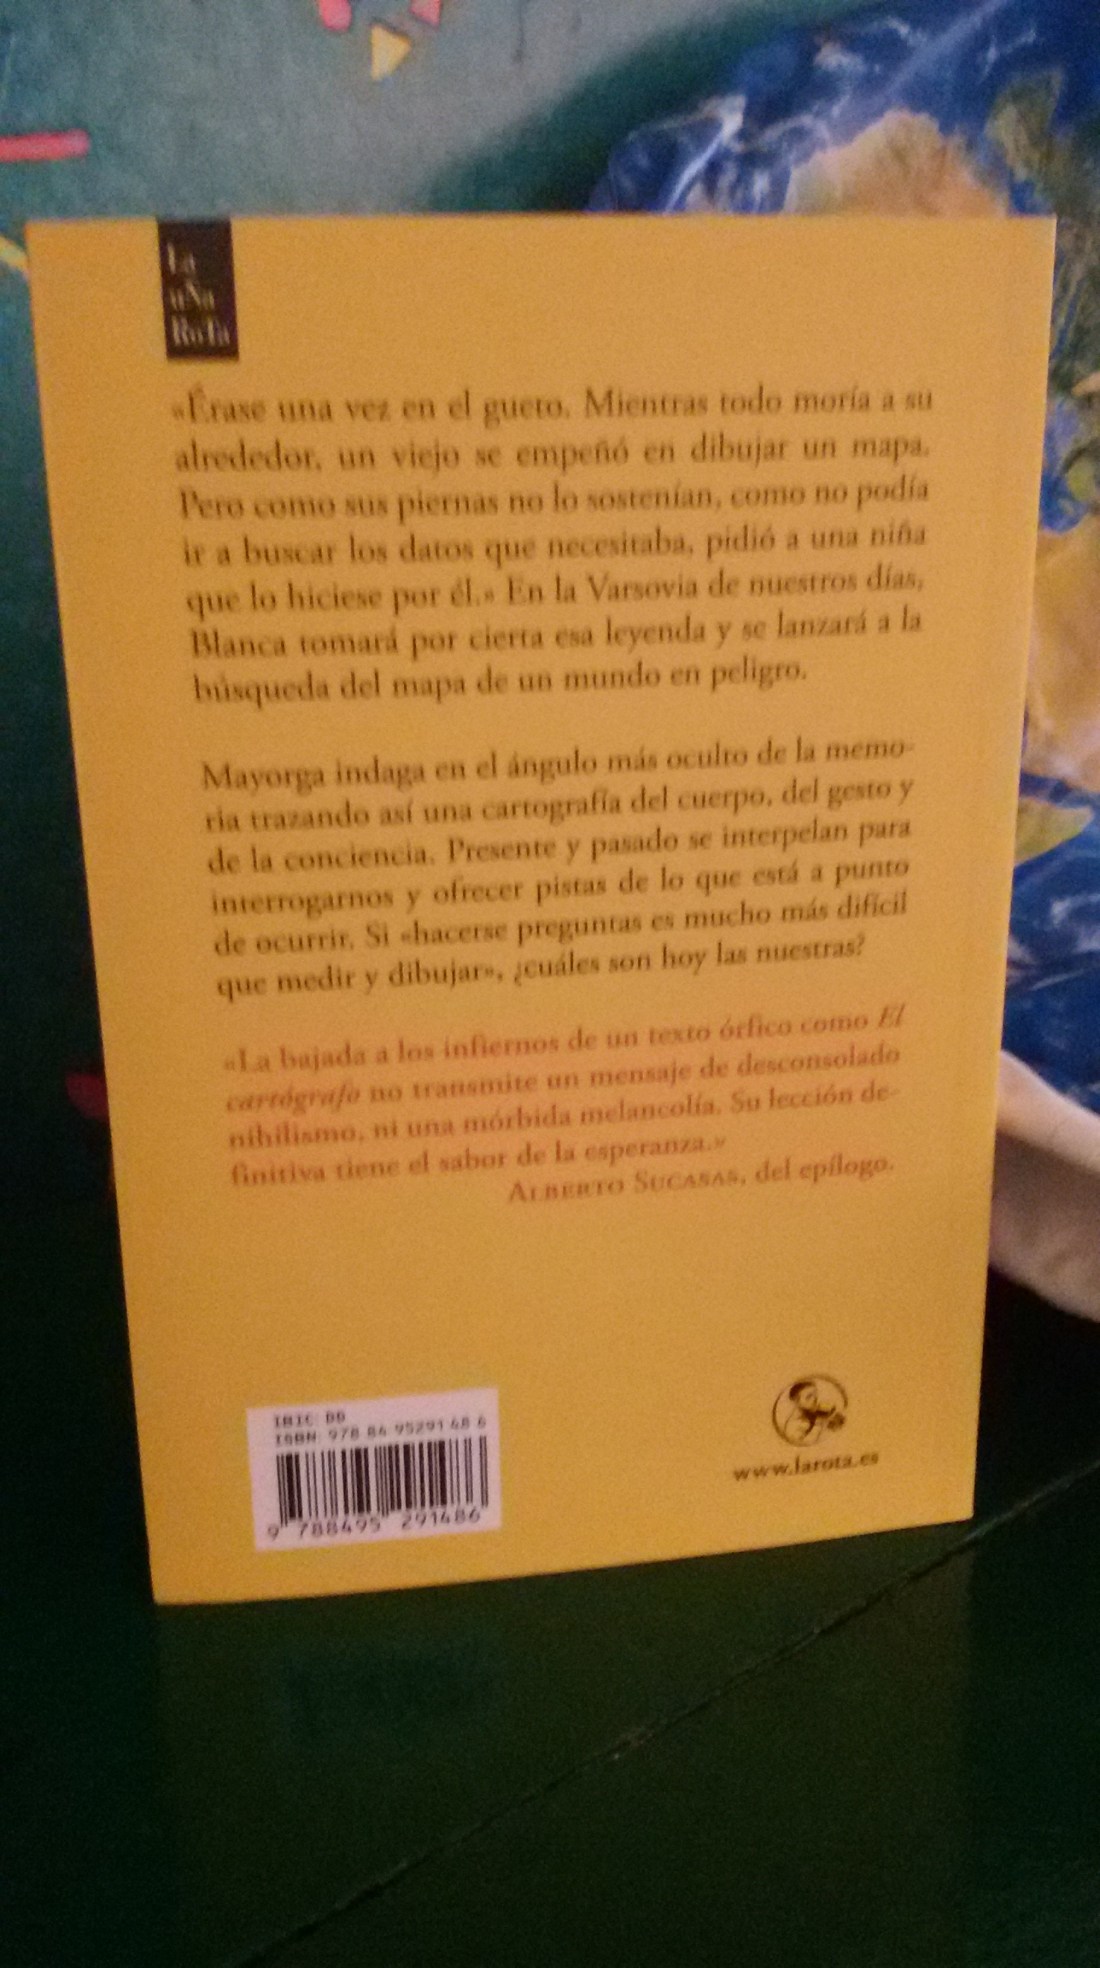 La
uÑa
RoTa
«Érase una vez en el gueto. Mientras todo moría a su
alrededor, un viejo se empeñó en dibujar un mapa.
Pero como sus piernas no lo sostenían, como no podía
ir a buscar los datos que necesitaba, pidió a una niña
que lo hiciese por él.» En la Varsovia de nuestros días,
Blanca tomará por cierta esa leyenda y se lanzará a la
búsqueda del mapa de un mundo en peligro.
Mayorga indaga en el ángulo más oculto de la memo-
ria trazando así una cartografía del cuerpo, del gesto y
de la conciencia. Presente y pasado se interpelan para
interrogarnos y ofrecer pistas de lo que está a punto
de ocurrir. Si «hacerse preguntas es mucho más difícil
que medir y dibujar», ¿cuáles son hoy las nuestras?
«La bajada a los infiernos de un texto órfico como El
cartógrafo no transmite un mensaje de desconsolado
nihilismo, ni una mórbida melancolía. Su lección de-
finitiva tiene el sabor de la esperanza.»
ALBERTO SUCASAS, del epílogo.
IBIC: DD
ISBN: 978 84 95291 48 6
9 788495 291486
www.larota.es